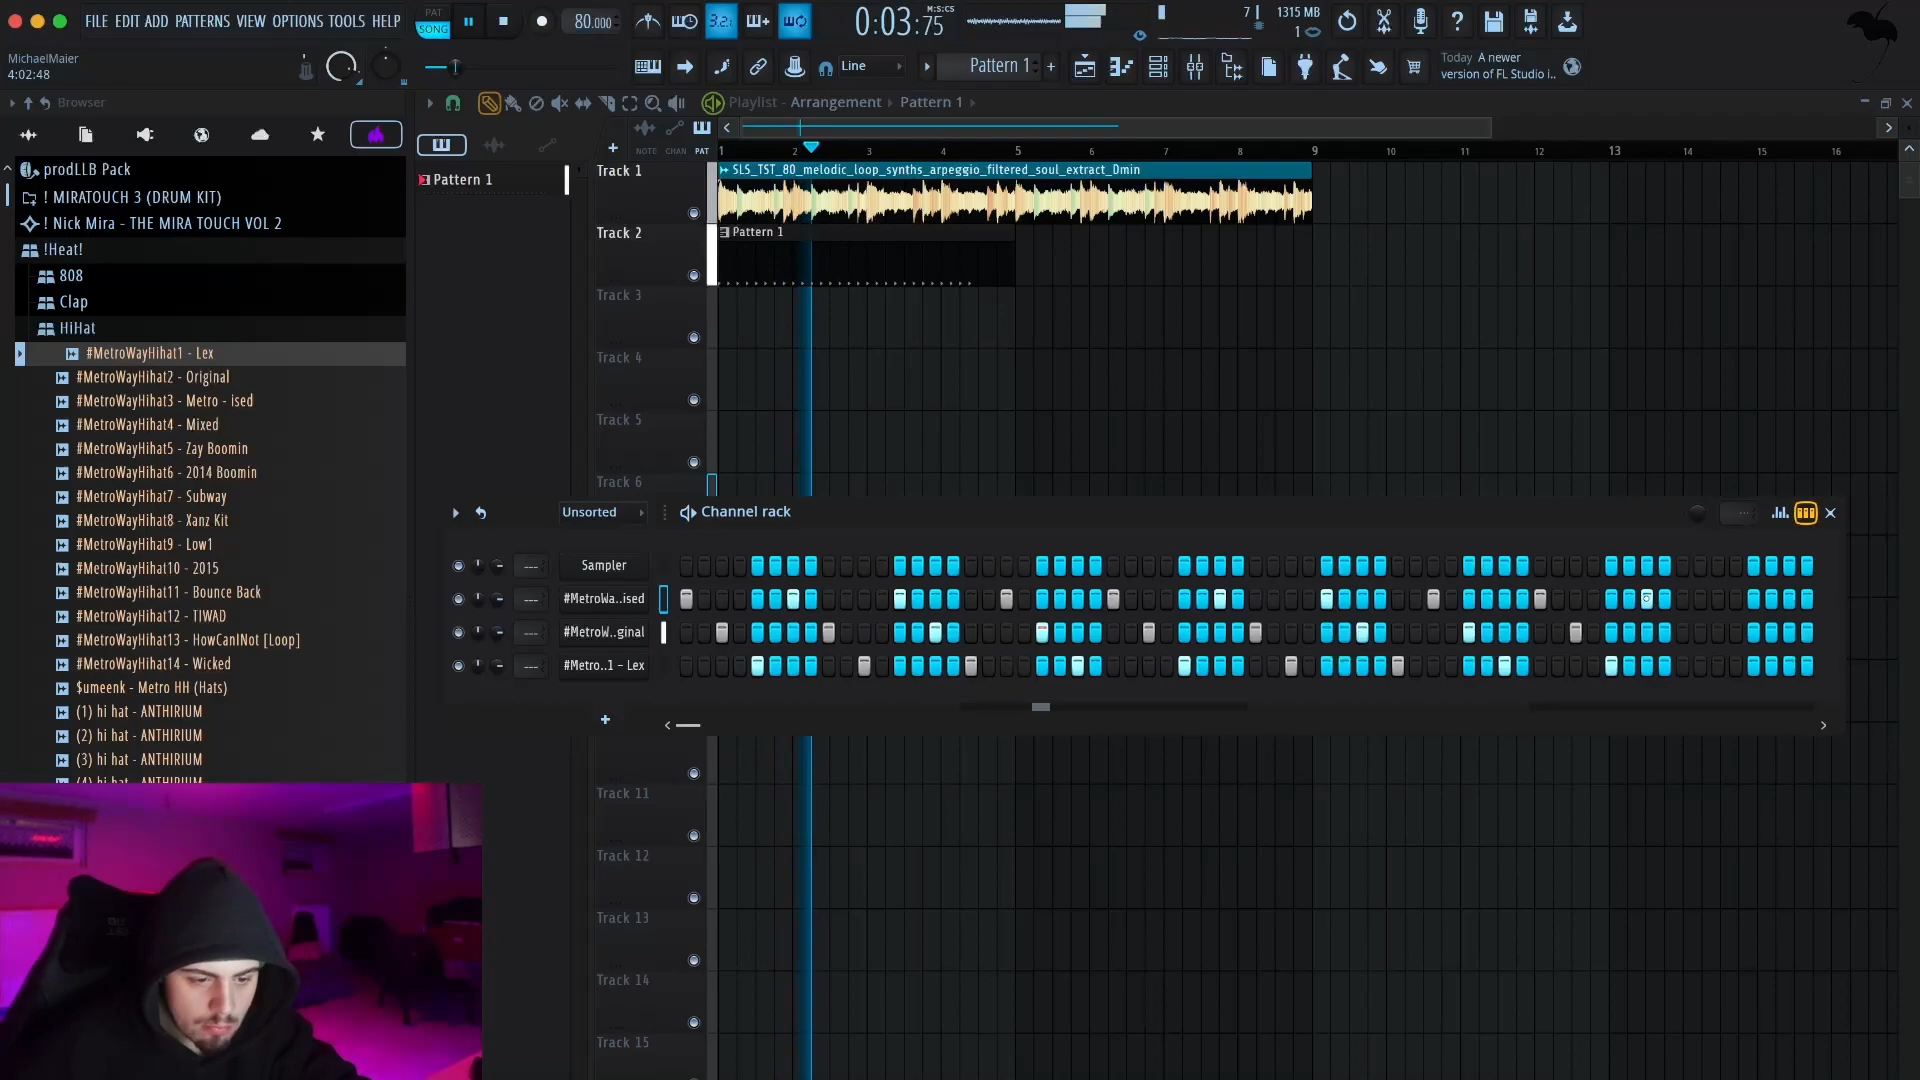 FILE EDIT ADD PATTERNS VIEW OPTIONS TOOLS HELP
PAT
SONG
80.000
3.2
0:03:75
M:S:CS
7
1315 MB
1
MichaelMaier
4:02:48
Line
Pattern 1
+
Today A newer
version of FL Studio i..
Browser
Playlist - Arrangement
Pattern 1
NOTE CHAN PAT
1 2 3 4 5 6 7 8 9 10 11 12 13 14 15 16
prodLLB Pack
! MIRATOUCH 3 (DRUM KIT)
! Nick Mira - THE MIRA TOUCH VOL 2
!Heat!
808
Clap
HiHat
#MetroWayHihat1 - Lex
#MetroWayHihat2 - Original
#MetroWayHihat3 - Metro - ised
#MetroWayHihat4 - Mixed
#MetroWayHihat5 - Zay Boomin
#MetroWayHihat6 - 2014 Boomin
#MetroWayHihat7 - Subway
#MetroWayHihat8 - Xanz Kit
#MetroWayHihat9 - Low1
#MetroWayHihat10 - 2015
#MetroWayHihat11 - Bounce Back
#MetroWayHihat12 - TIWAD
#MetroWayHihat13 - HowCanINot [Loop]
#MetroWayHihat14 - Wicked
$umeenk - Metro HH (Hats)
(1) hi hat - ANTHIRIUM
(2) hi hat - ANTHIRIUM
(3) hi hat - ANTHIRIUM
(4) hi hat - ANTHIRIUM
Pattern 1
Track 1
SLS_TST_80_melodic_loop_synths_arpeggio_filtered_soul_extract_Dmin
Track 2
Pattern 1
Track 3
Track 4
Track 5
Track 6
Unsorted
Channel rack
Sampler
#MetroWa..ised
#MetroW..ginal
#Metro..1 - Lex
Track 11
Track 12
Track 13
Track 14
Track 15